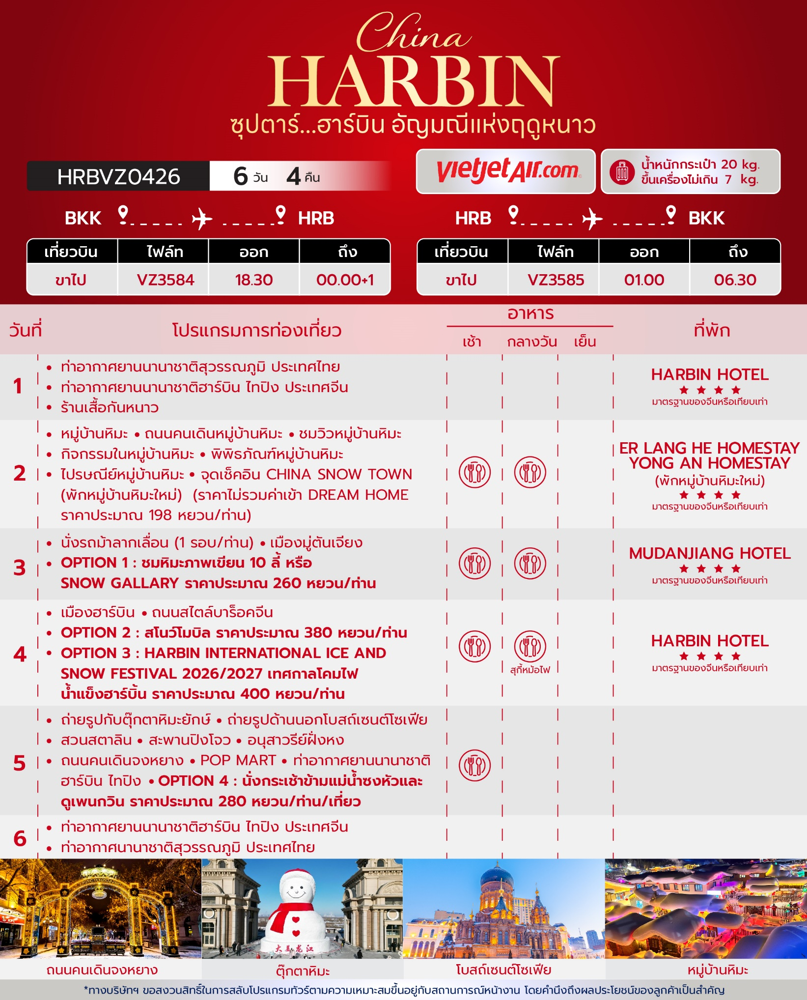 China
HARBIN
ซุปตาร์...ฮาร์บิน อัญมณีแห่งฤดูหนาว
HRBVZ0426 6 วัน 4 คืน
vietjetAir.com
น้ำหนักกระเป๋า 20 kg.
ขึ้นเครื่องไม่เกิน 7 kg.
BKK HRB
HRB BKK
เที่ยวบิน ไฟล์ท ออก ถึง
ขาไป VZ3584 18.30 00.00+1
เที่ยวบิน ไฟล์ท ออก ถึง
ขาไป VZ3585 01.00 06.30
วันที่ โปรแกรมการท่องเที่ยว อาหาร ที่พัก
เช้า กลางวัน เย็น
1
• ท่าอากาศยานนานาชาติสุวรรณภูมิ ประเทศไทย
• ท่าอากาศยานนานาชาติฮาร์บิน ไทปิง ประเทศจีน
• ร้านเสื้อกันหนาว
HARBIN HOTEL
★ ★ ★ ★
มาตรฐานของจีนหรือเทียบเท่า
2
• หมู่บ้านหิมะ • ถนนคนเดินหมู่บ้านหิมะ • ชมวิวหมู่บ้านหิมะ
• กิจกรรมในหมู่บ้านหิมะ • พิพิธภัณฑ์หมู่บ้านหิมะ
• ไปรษณีย์หมู่บ้านหิมะ • จุดเช็คอิน CHINA SNOW TOWN
(พักหมู่บ้านหิมะใหม่) (ราคาไม่รวมค่าเข้า DREAM HOME
ราคาประมาณ 198 หยวน/ท่าน)
ER LANG HE HOMESTAY
YONG AN HOMESTAY
(พักหมู่บ้านหิมะใหม่)
★ ★ ★ ★
มาตรฐานของจีนหรือเทียบเท่า
3
• นั่งรถม้าลากเลื่อน (1 รอบ/ท่าน) • เมืองมู่ตันเจียง
• OPTION 1 : ชมหิมะภาพเขียน 10 ลี้ หรือ
SNOW GALLARY ราคาประมาณ 260 หยวน/ท่าน
MUDANJIANG HOTEL
★ ★ ★ ★
มาตรฐานของจีนหรือเทียบเท่า
4
• เมืองฮาร์บิน • ถนนสไตล์บาร็อคจีน
• OPTION 2 : สโนว์โมบิล ราคาประมาณ 380 หยวน/ท่าน
• OPTION 3 : HARBIN INTERNATIONAL ICE AND
SNOW FESTIVAL 2026/2027 เทศกาลโคมไฟ
น้ำแข็งฮาร์บิ้น ราคาประมาณ 400 หยวน/ท่าน
สุกี้หม้อไฟ
HARBIN HOTEL
★ ★ ★ ★
มาตรฐานของจีนหรือเทียบเท่า
5
• ถ่ายรูปกับตุ๊กตาหิมะยักษ์ • ถ่ายรูปด้านนอกโบสถ์เซนต์โซเฟีย
• สวนสตาลิน • สะพานปิงโจว • อนุสาวรีย์ฝั่งหง
• ถนนคนเดินจงหยาง • POP MART • ท่าอากาศยานนานาชาติ
ฮาร์บิน ไทปิง • OPTION 4 : นั่งกระเช้าข้ามแม่น้ำซงหัวและ
ดูเพนกวิน ราคาประมาณ 280 หยวน/ท่าน/เที่ยว
6
• ท่าอากาศยานนานาชาติฮาร์บิน ไทปิง ประเทศจีน
• ท่าอากาศนานาชาติสุวรรณภูมิ ประเทศไทย
大美龙江
ถนนคนเดินจงหยาง
ตุ๊กตาหิมะ
โบสถ์เซนต์โซเฟีย
หมู่บ้านหิมะ
*ทางบริษัทฯ ขอสงวนสิทธิ์ในการสลับโปรแกรมทัวร์ตามความเหมาะสมขึ้นอยู่กับสถานการณ์หน้างาน โดยคำนึงถึงผลประโยชน์ของลูกค้าเป็นสำคัญ